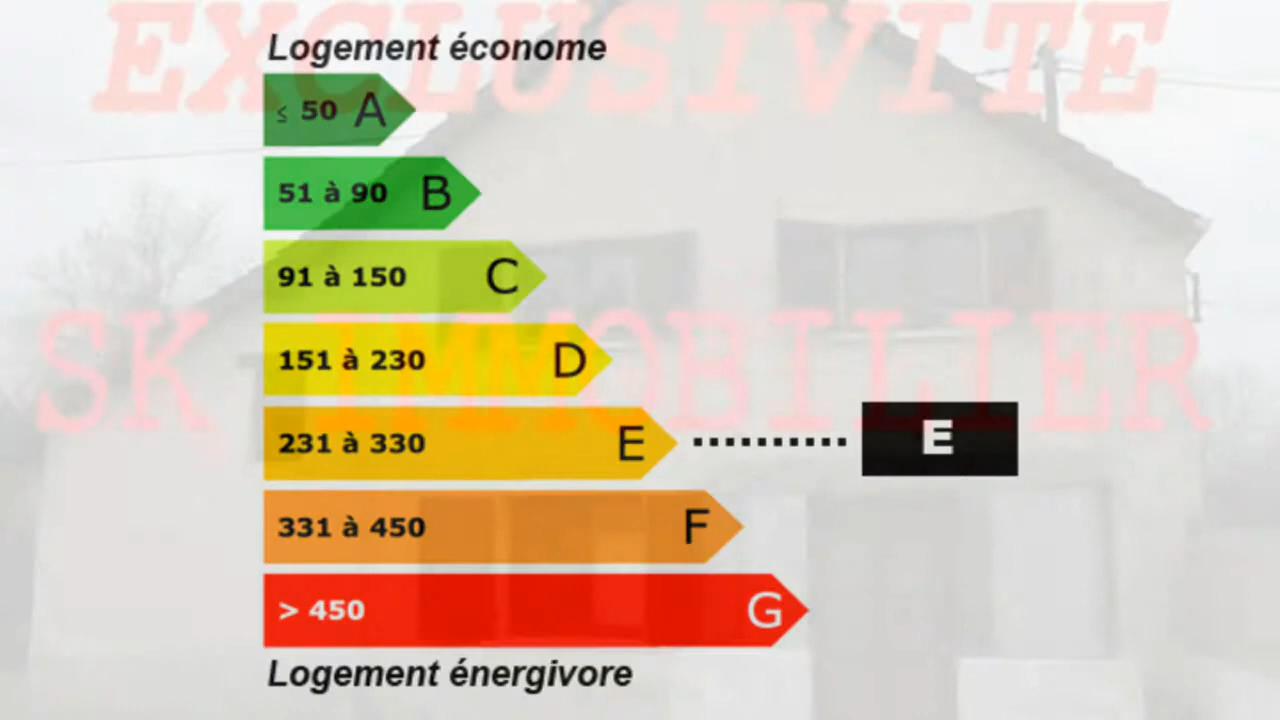 EXCLUSIVITE
Logement économe
≤ 50 A
51 à 90 B
91 à 150 C
151 à 230 D
SK IMMOBILIER
231 à 330 E
E
331 à 450 F
> 450 G
Logement énergivore